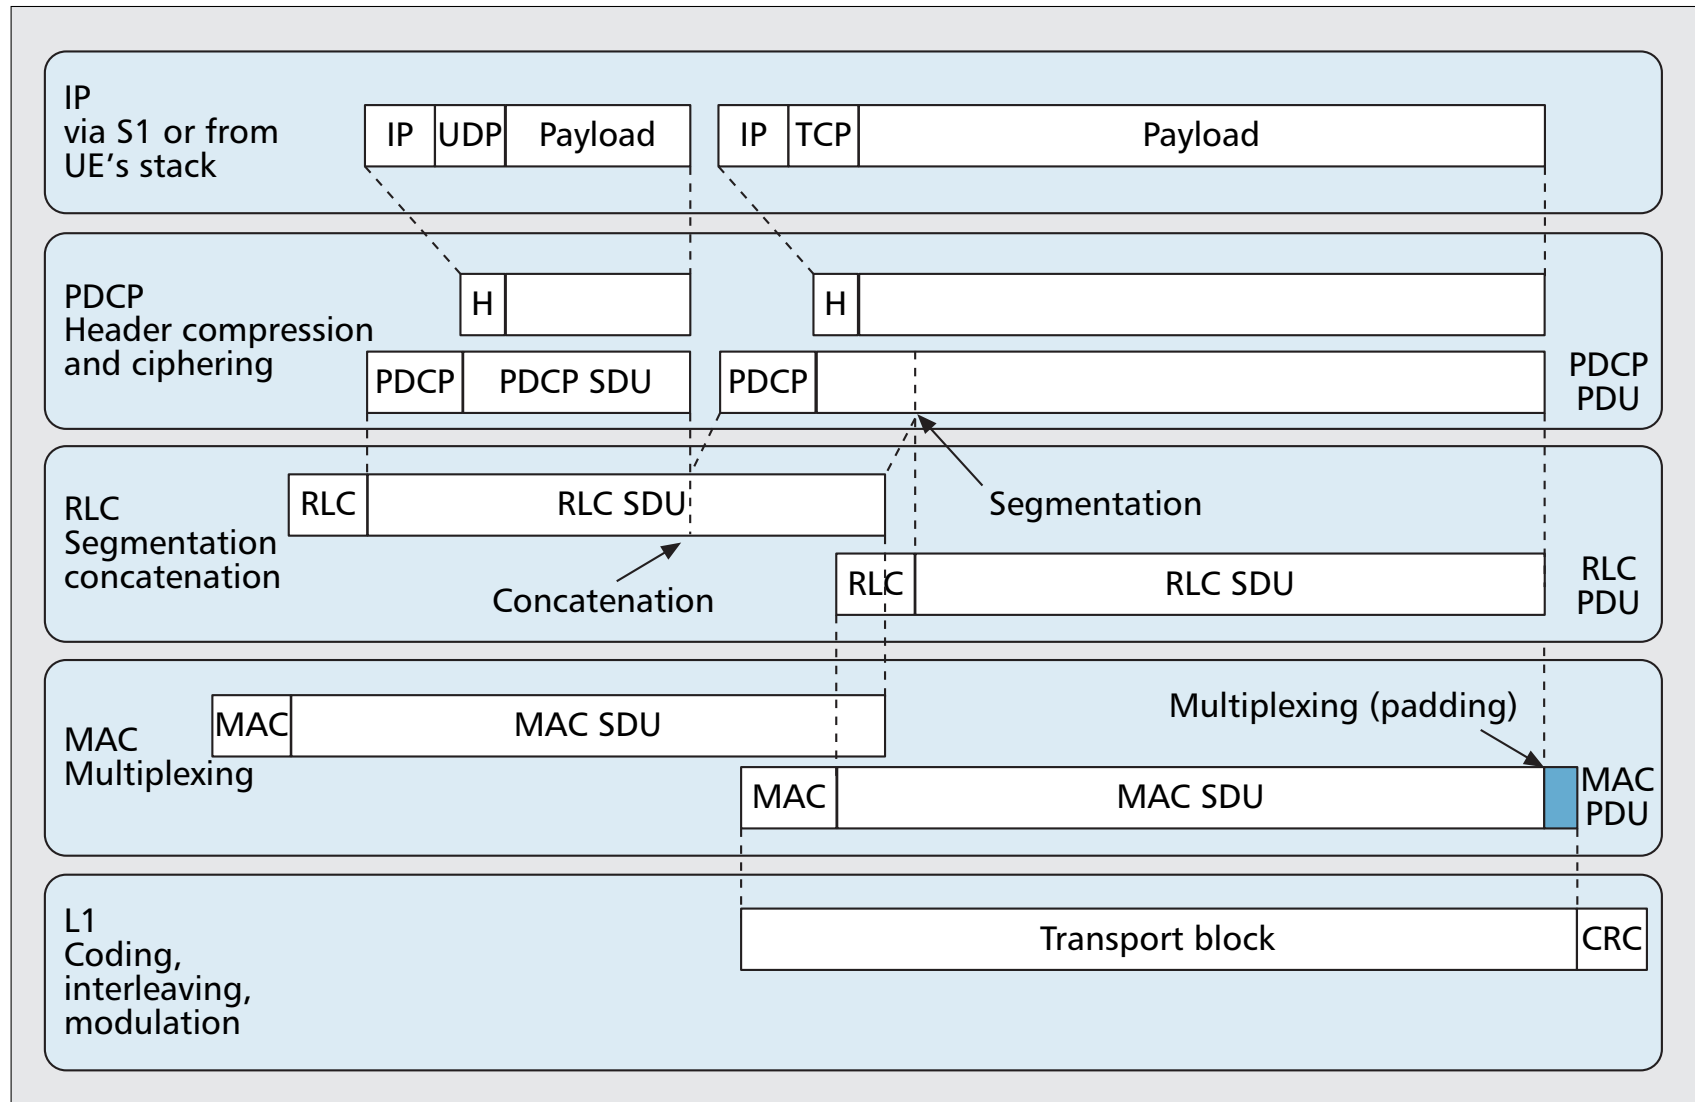 IP
via S1 or from
UE’s stack
IP UDP Payload IP TCP Payload
PDCP
Header compression
and ciphering
H H
PDCP PDCP SDU PDCP
PDCP
PDU
RLC
Segmentation
concatenation
RLC RLC SDU
Segmentation
Concatenation
RLC RLC SDU
RLC
PDU
MAC
Multiplexing
MAC MAC SDU
Multiplexing (padding)
MAC MAC SDU
MAC
PDU
L1
Coding,
interleaving,
modulation
Transport block CRC